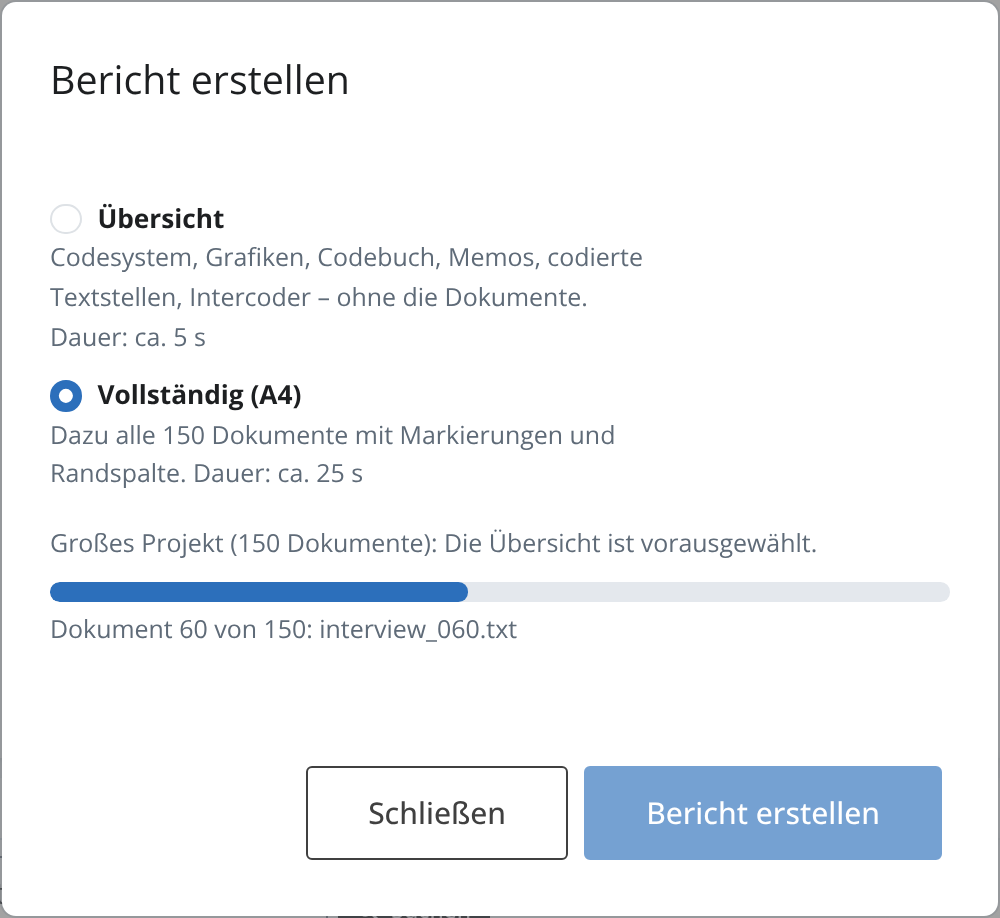 Bericht erstellen
Übersicht
Codesystem, Grafiken, Codebuch, Memos, codierte
Textstellen, Intercoder – ohne die Dokumente.
Dauer: ca. 5 s
Vollständig (A4)
Dazu alle 150 Dokumente mit Markierungen und
Randspalte. Dauer: ca. 25 s
Großes Projekt (150 Dokumente): Die Übersicht ist vorausgewählt.
Dokument 60 von 150: interview_060.txt
Schließen
Bericht erstellen